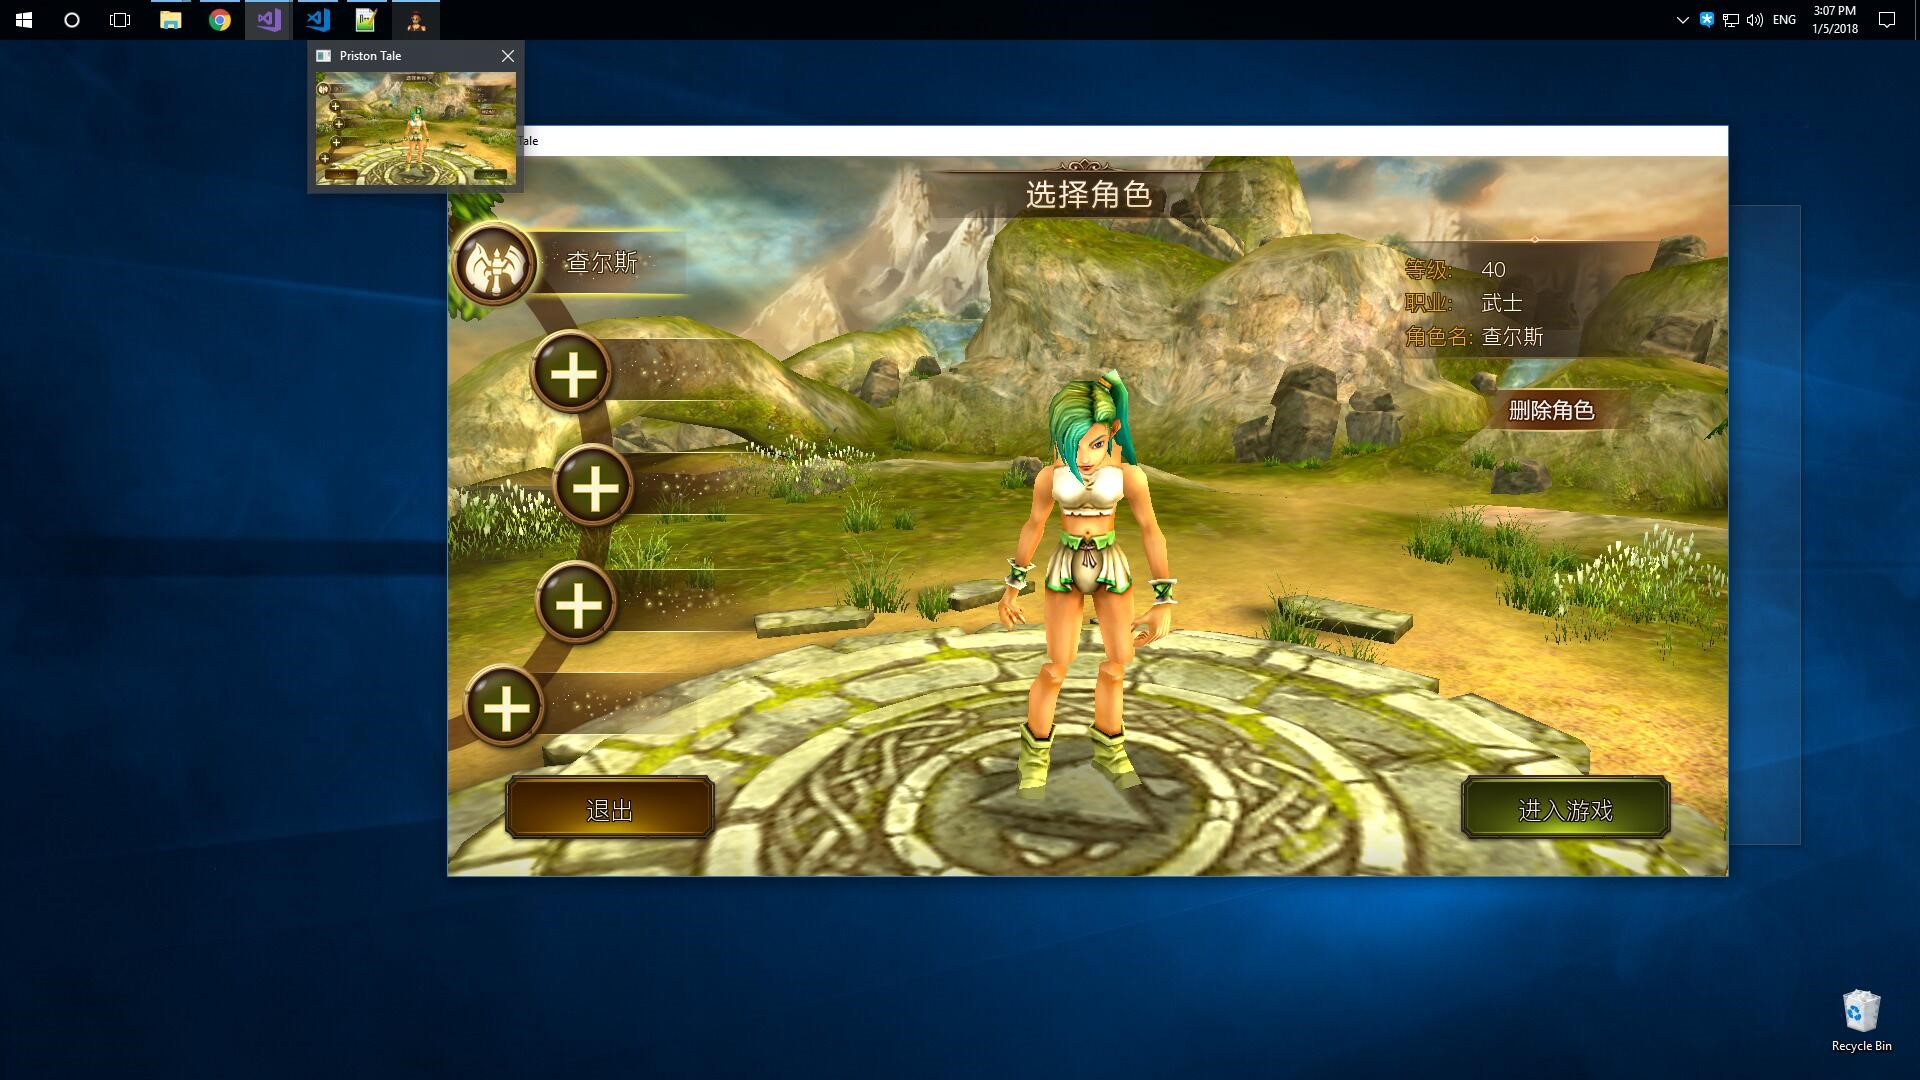 ENG
3:07 PM
1/5/2018
Priston Tale
Tale
选择角色
查尔斯
等级: 40
职业: 武士
角色名: 查尔斯
删除角色
退出
进入游戏
Recycle Bin